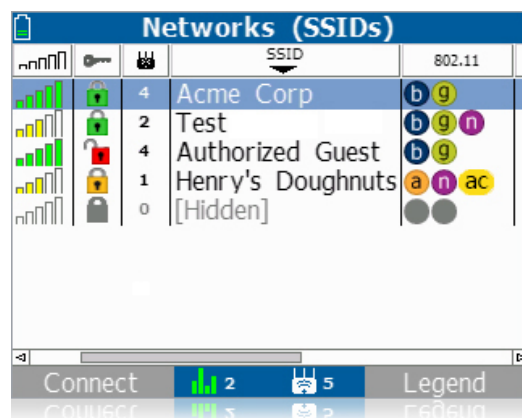 Networks (SSIDs)
SSID 802.11
4 Acme Corp b g
2 Test b g n
4 Authorized Guest b g
1 Henry's Doughnuts a n ac
0 [Hidden]
Connect 2 5 Legend